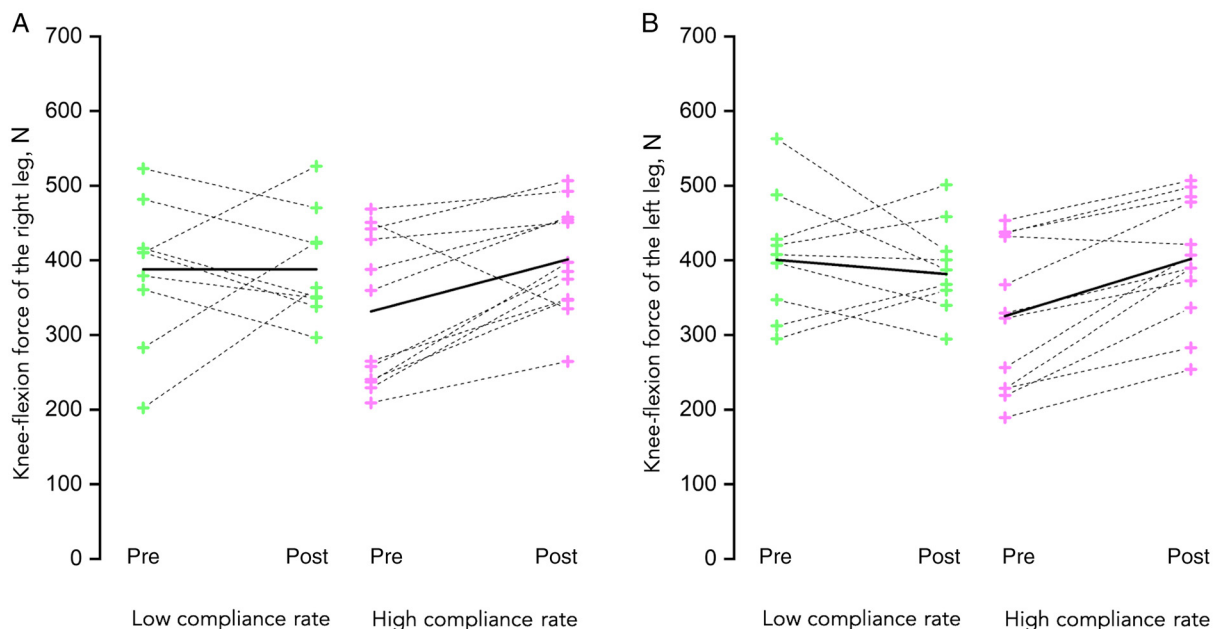 A
Knee-flexion force of the right leg, N
700
600
500
400
300
200
100
0
Pre
Post
Pre
Post
Low compliance rate
High compliance rate
B
Knee-flexion force of the left leg, N
700
600
500
400
300
200
100
0
Pre
Post
Pre
Post
Low compliance rate
High compliance rate